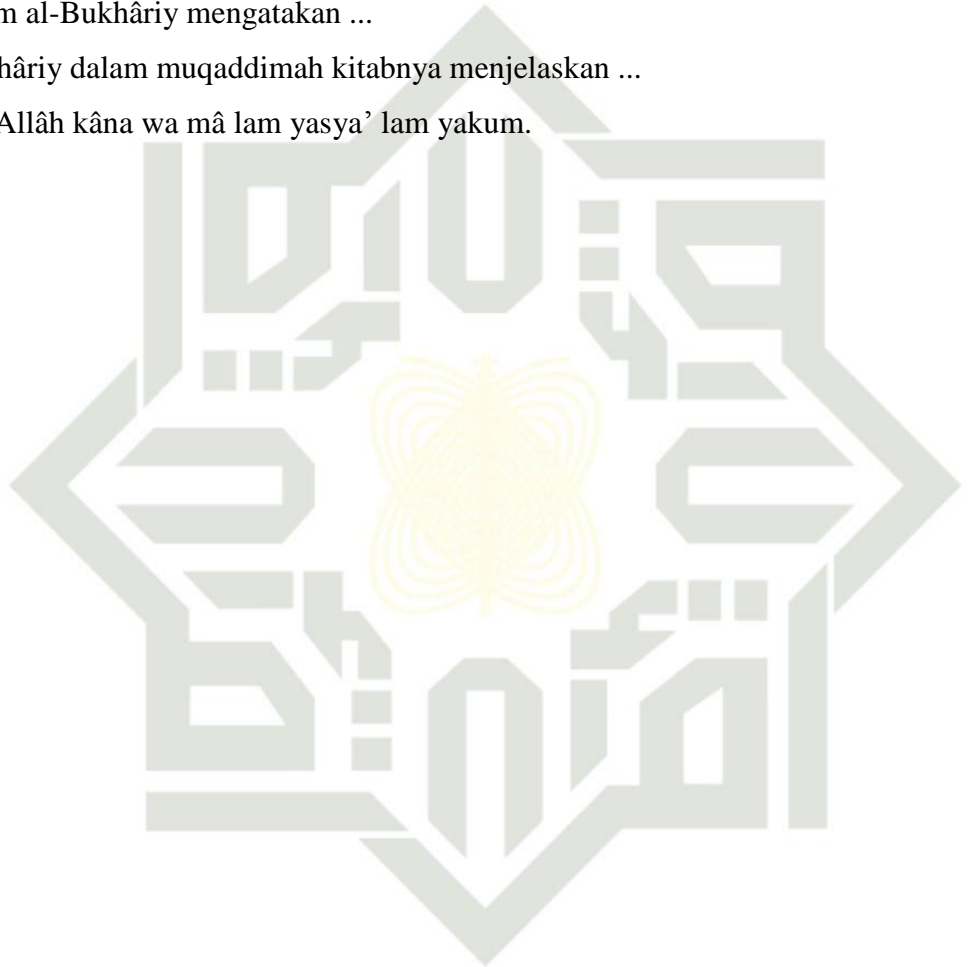 m al-Bukhâriy mengatakan ...
hâriy dalam muqaddimah kitabnya menjelaskan ...
Allâh kâna wa mâ lam yasya’ lam yakum.